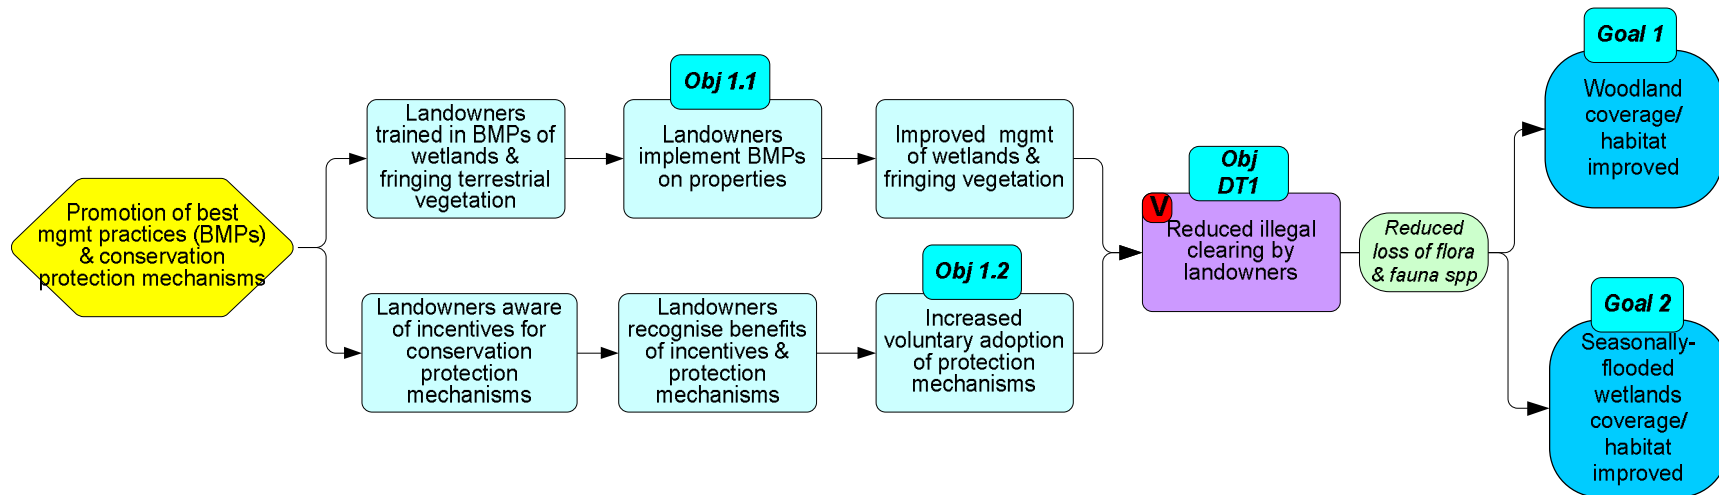 Promotion of best
mgmt practices (BMPs)
& conservation
protection mechanisms
Landowners
trained in BMPs of
wetlands &
fringing terrestrial
vegetation
Obj 1.1
Landowners
implement BMPs
on properties
Improved mgmt
of wetlands &
fringing vegetation
Landowners aware
of incentives for
conservation
protection
mechanisms
Landowners
recognise benefits
of incentives &
protection
mechanisms
Obj 1.2
Increased
voluntary adoption
of protection
mechanisms
Obj
DT1
V
Reduced illegal
clearing by
landowners
Reduced
loss of flora
& fauna spp
Goal 1
Woodland
coverage/
habitat
improved
Goal 2
Seasonally-
flooded
wetlands
coverage/
habitat
improved